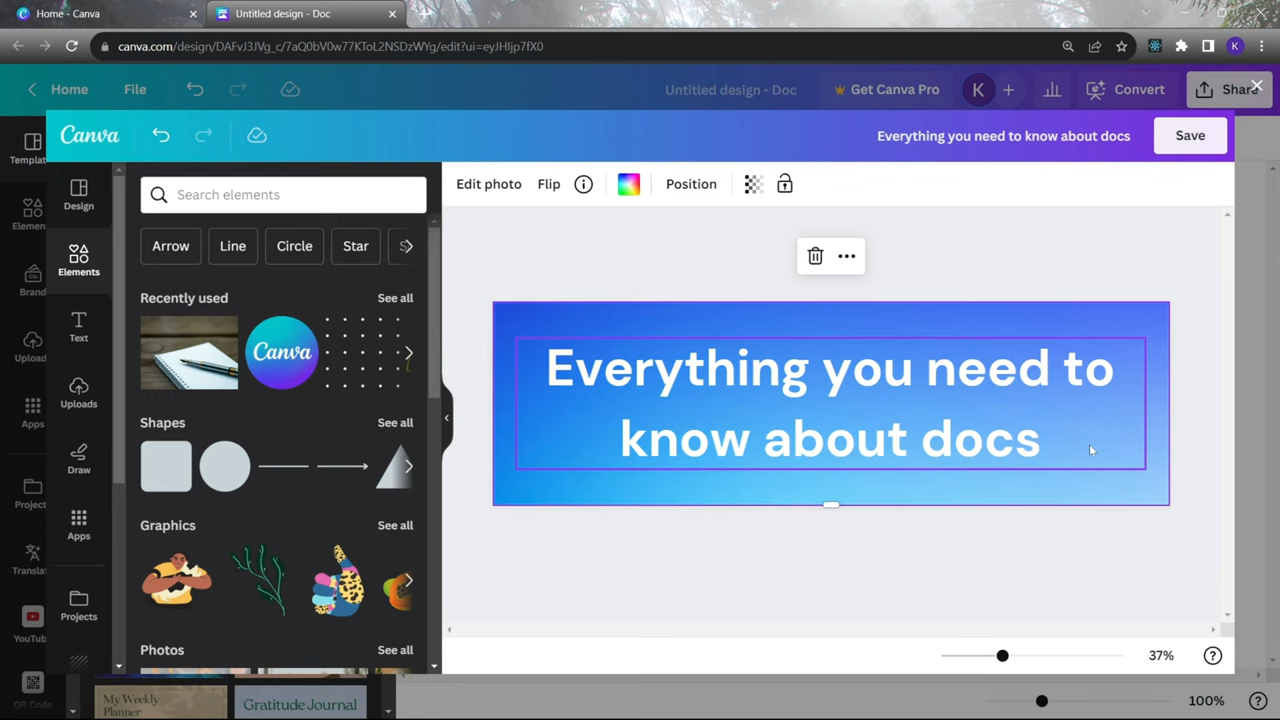 Home - Canva
Untitled design - Doc
canva.com/design/DAFvJ3JVg_c/7aQ0bV0w77KToL2NSDzWYg/edit?ui=eyJHIjp7fX0
K
Home
File
Untitled design - Doc
Get Canva Pro
K
Convert
Share
Canva
Everything you need to know about docs
Save
Templat
Elemen
Brand
Upload
Apps
Project
Translat
YouTu
QR Code
Design
Elements
Text
Uploads
Draw
Apps
Projects
Search elements
Arrow
Line
Circle
Star
S
Recently used
See all
Canva
Shapes
See all
Graphics
See all
Photos
See all
Edit photo
Flip
Position
Everything you need to
know about docs
37%
My Weekly
Planner
Gratitude Journal
100%